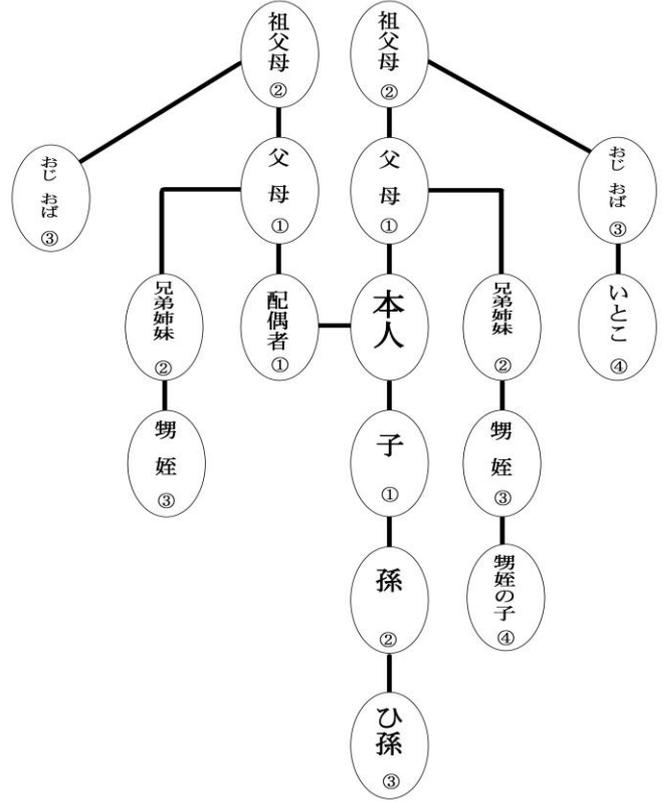 祖父母②
祖父母②
おじ おば③
父母①
父母①
おじ おば③
兄弟姉妹②
配偶者①
本人
兄弟姉妹②
いとこ④
甥姪③
子①
甥姪③
孫②
甥姪の子④
ひ孫③